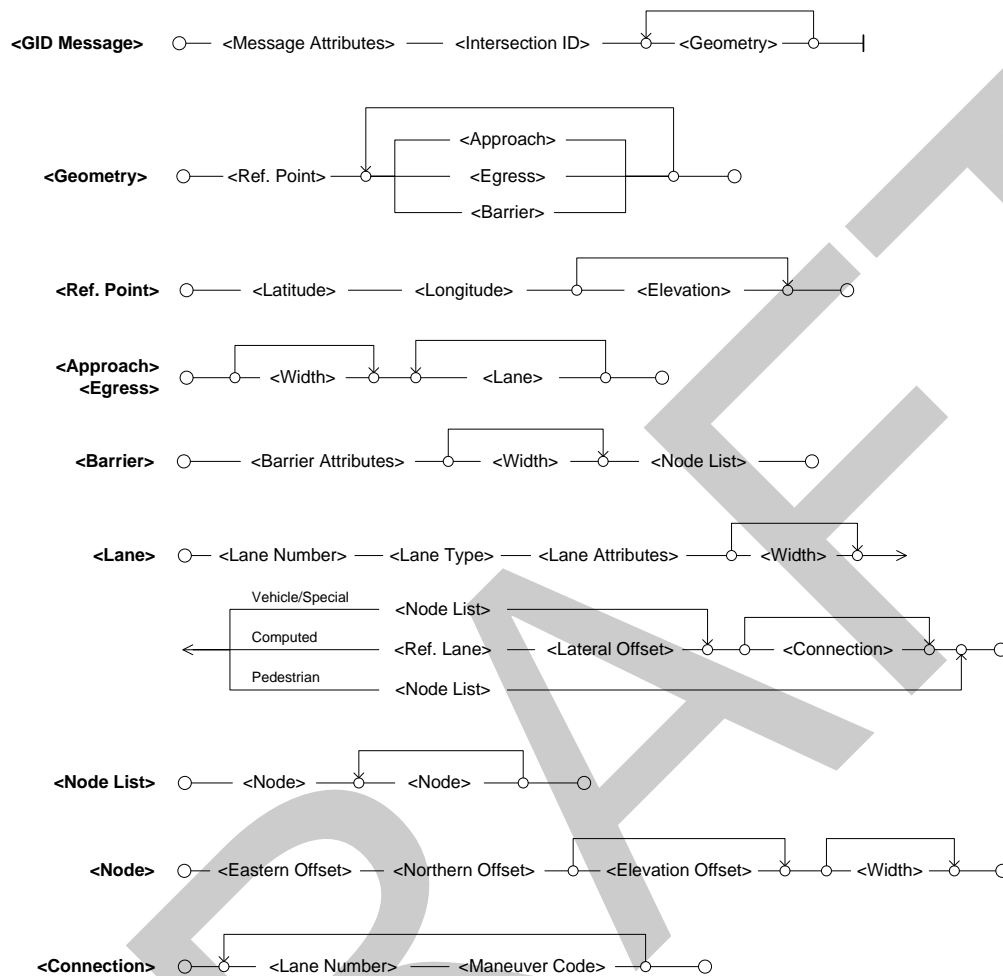 <GID Message> <Message Attributes> <Intersection ID> <Geometry>
<Approach>
<Geometry> <Ref. Point> <Egress>
<Barrier>
<Ref. Point> <Latitude> <Longitude> <Elevation>
<Approach>
<Egress> <Width> <Lane>
<Barrier> <Barrier Attributes> <Width> <Node List>
<Lane> <Lane Number> <Lane Type> <Lane Attributes> <Width>
Vehicle/Special <Node List>
Computed <Ref. Lane> <Lateral Offset> <Connection>
Pedestrian <Node List>
<Node List> <Node> <Node>
<Node> <Eastern Offset> <Northern Offset> <Elevation Offset> <Width>
<Connection> <Lane Number> <Maneuver Code>